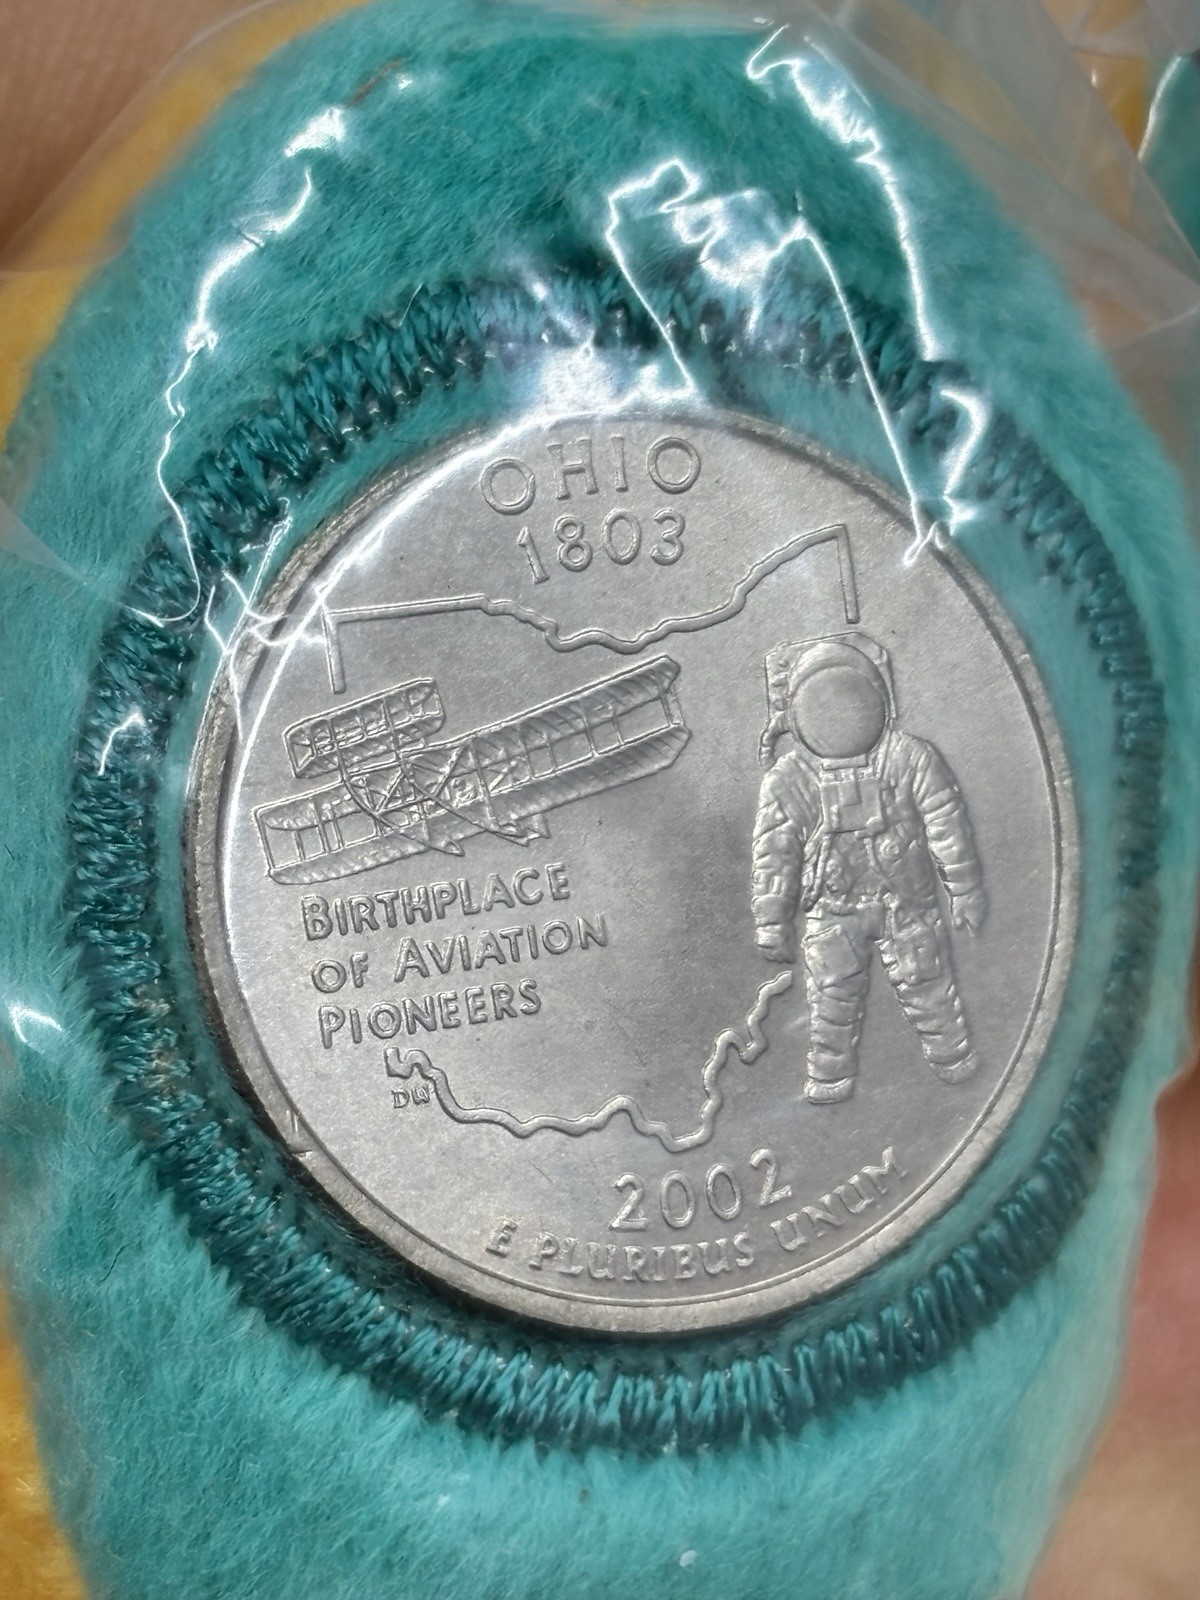 OHIO
1803
BIRTHPLACE
OF AVIATION
PIONEERS
DW
2002
E PLURIBUS UNUM